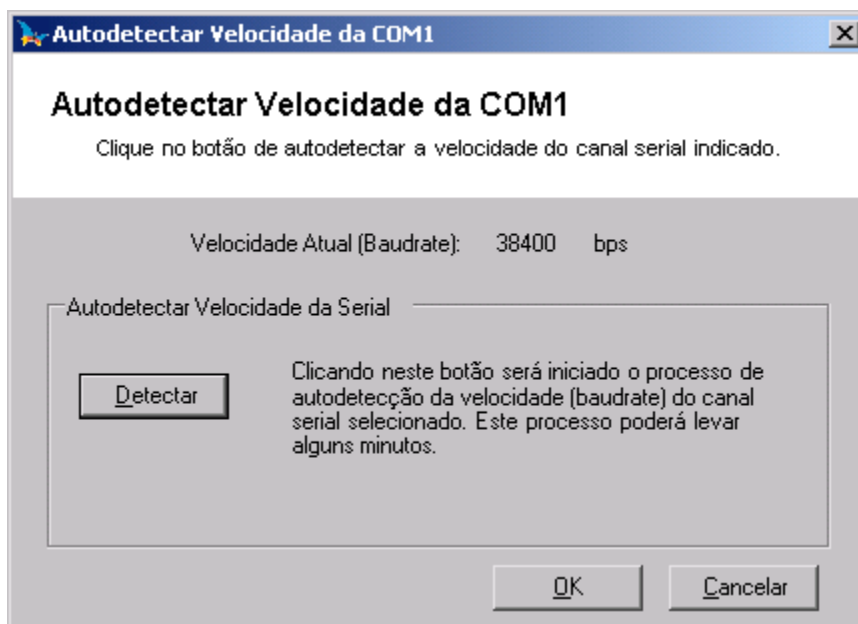 Autodetectar Velocidade da COM1
Autodetectar Velocidade da COM1
Clique no botão de autodetectar a velocidade do canal serial indicado.
Velocidade Atual (Baudrate): 38400 bps
Autodetectar Velocidade da Serial
Detectar
Clicando neste botão será iniciado o processo de
autodetecção da velocidade (baudrate) do canal
serial selecionado. Este processo poderá levar
alguns minutos.
OK Cancelar